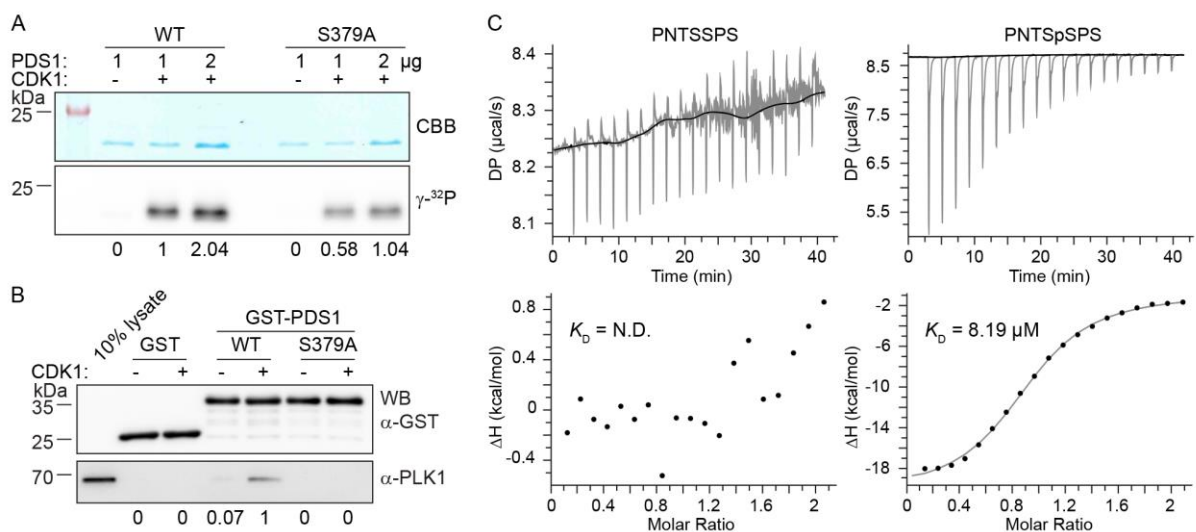 A
WT S379A
PDS1: 1 1 2 1 1 2 µg
CDK1: - + + - + +
kDa
25
CBB
25
γ-³²P
0 1 2.04 0 0.58 1.04
B
10% lysate
GST-PDS1
GST WT S379A
CDK1: - + - + - +
kDa
35
WB
α-GST
25
70
α-PLK1
0 0 0.07 1 0 0
C
PNTSSPS
8.4
8.3
8.2
8.1
DP (µcal/s)
0 10 20 30 40
Time (min)
PNTSpSPS
8.5
7.5
6.5
5.5
DP (µcal/s)
0 10 20 30 40
Time (min)
0.8
0.4
0
-0.4
ΔH (kcal/mol)
K_D = N.D.
0 0.4 0.8 1.2 1.6 2
Molar Ratio
-2
-6
-10
-14
-18
ΔH (kcal/mol)
K_D = 8.19 µM
0 0.4 0.8 1.2 1.6 2
Molar Ratio